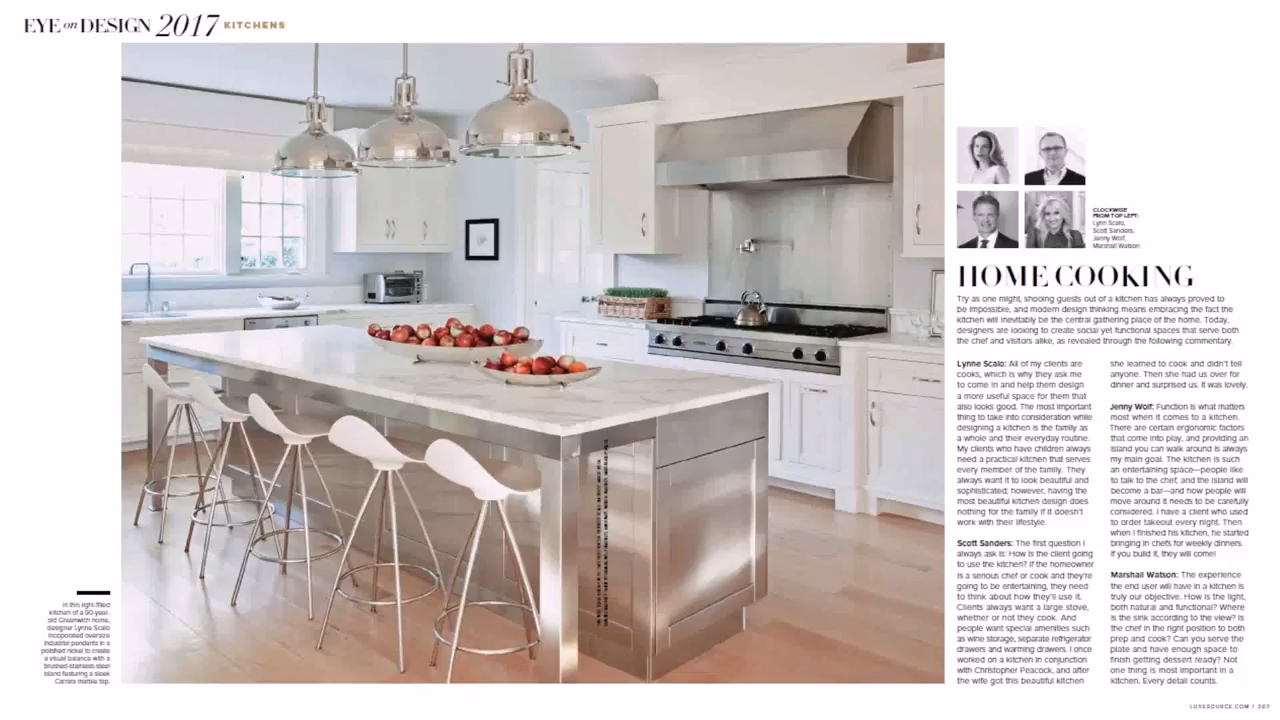 EYE on DESIGN 2017 KITCHENS
CLOCKWISE
FROM TOP LEFT:
Lynn Scalo,
Scott Sanders,
Jenny Wolf,
Marshall Watson
HOME COOKING
Try as one might, shooing guests out of a kitchen has always proved to
be impossible, and modern design thinking means embracing the fact the
kitchen will inevitably be the central gathering place of the home. Today,
designers are looking to create social yet functional spaces that serve both
the chef and visitors alike, as revealed through the following commentary.
Lynne Scalo: All of my clients are
cooks, which is why they ask me
to come in and help them design
a more useful space for them that
also looks good. The most important
thing to take into consideration while
designing a kitchen is the family as
a whole and their everyday routine.
My clients who have children always
need a practical kitchen that serves
every member of the family. They
always want it to look beautiful and
sophisticated; however, having the
most beautiful kitchen design does
nothing for the family if it doesn't
work with their lifestyle.
Scott Sanders: The first question I
always ask is: How is the client going
to use the kitchen? If the homeowner
is a serious chef or cook and they're
going to be entertaining, they need
to think about how they'll use it.
Clients always want a large stove,
whether or not they cook. And
people want special amenities such
as wine storage, separate refrigerator
drawers and warming drawers. I once
worked on a kitchen in conjunction
with Christopher Peacock, and after
the wife got this beautiful kitchen
she learned to cook and didn't tell
anyone. Then she had us over for
dinner and surprised us. It was lovely.
Jenny Wolf: Function is what matters
most when it comes to a kitchen.
There are certain ergonomic factors
that come into play, and providing an
island you can walk around is always
my main goal. The kitchen is such
an entertaining space—people like
to talk to the chef, and the island will
become a bar—and how people will
move around it needs to be carefully
considered. I have a client who used
to order takeout every night. Then
when I finished his kitchen, he started
bringing in chefs for weekly dinners.
If you build it, they will come!
Marshall Watson: The experience
the end user will have in a kitchen is
truly our objective. How is the light,
both natural and functional? Where
is the sink according to the view? Is
the chef in the right position to both
prep and cook? Can you serve the
plate and have enough space to
finish getting dessert ready? Not
one thing is most important in a
kitchen. Every detail counts.
In this light-filled
kitchen of a 90-year-
old Greenwich home,
designer Lynne Scalo
incorporated oversize
industrial pendants in a
polished nickel to create
a visual balance with a
brushed-stainless-steel
island featuring a sleek
Carrara marble top.
LUXESOURCE.COM / 267